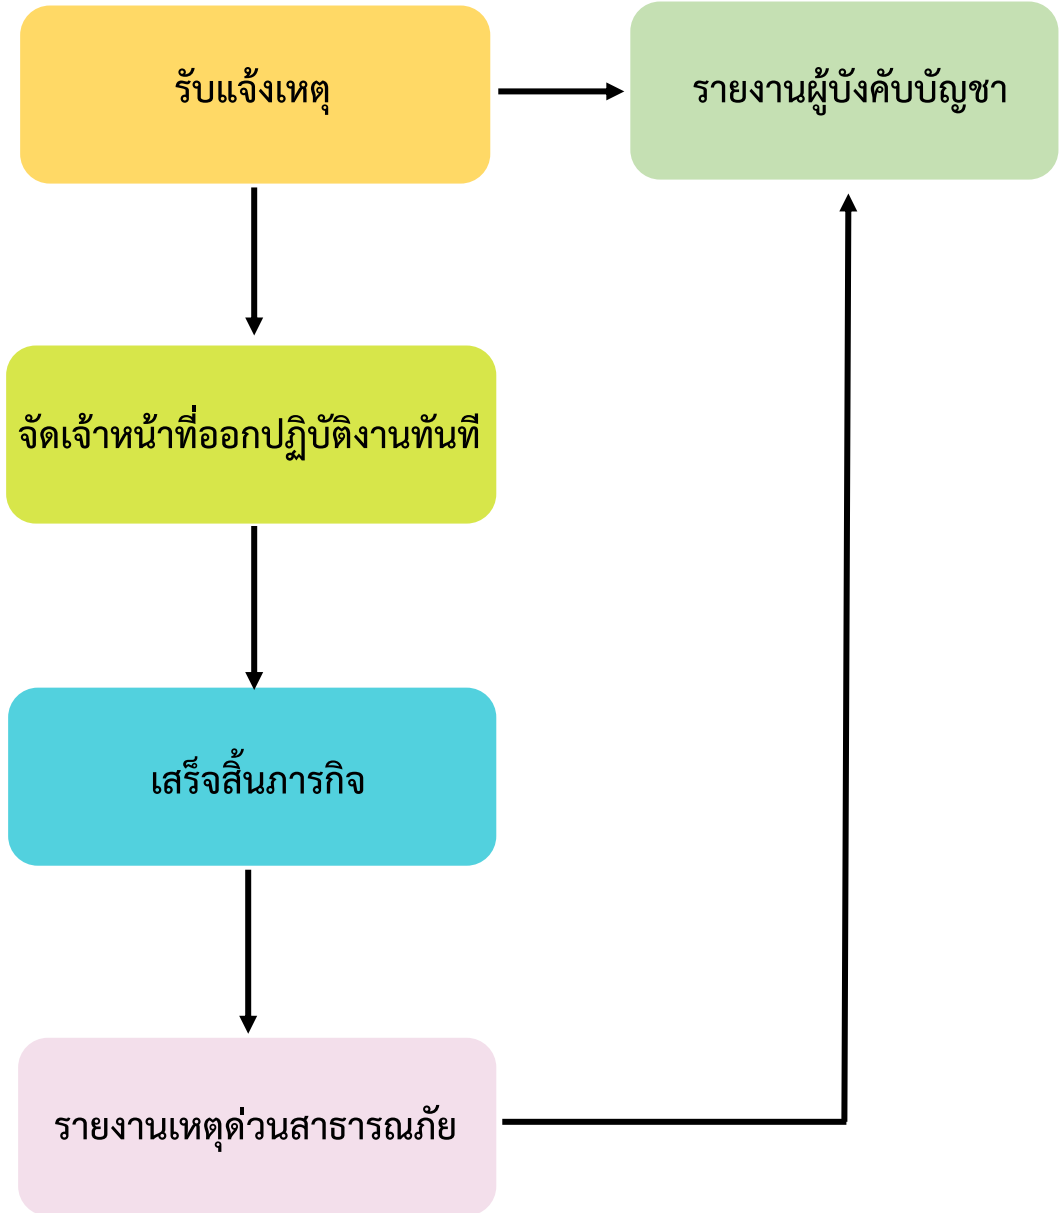 รับแจ้งเหตุ
รายงานผู้บังคับบัญชา
จัดเจ้าหน้าที่ออกปฏิบัติงานทันที
เสร็จสิ้นภารกิจ
รายงานเหตุด่วนสาธารณภัย